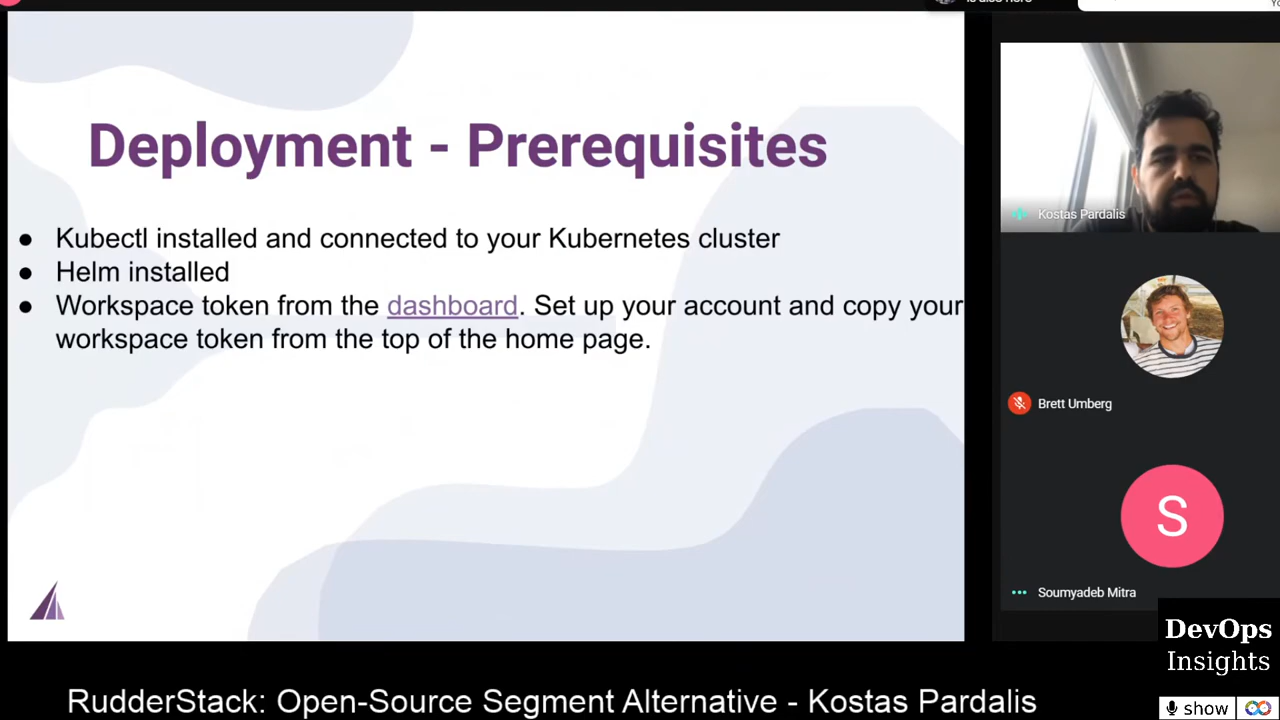 Deployment - Prerequisites
● Kubectl installed and connected to your Kubernetes cluster
● Helm installed
● Workspace token from the dashboard. Set up your account and copy your
workspace token from the top of the home page.
Kostas Pardalis
Brett Umberg
S
Soumyadeb Mitra
DevOps
Insights
show
RudderStack: Open-Source Segment Alternative - Kostas Pardalis